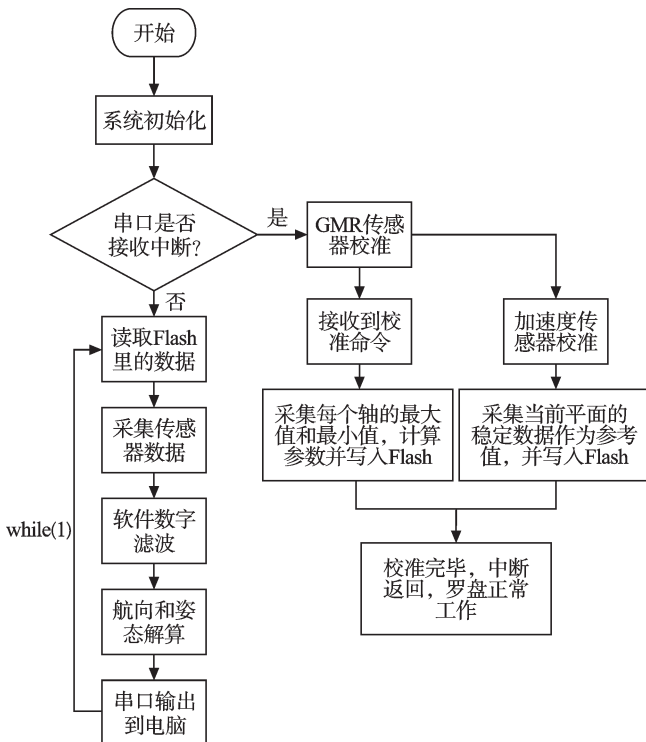 开始
系统初始化
串口是否
接收中断?
是
否
GMR传感
器校准
接收到校
准命令
加速度传
感器校准
采集每个轴的最大
值和最小值，计算
参数并写入Flash
采集当前平面的
稳定数据作为参考
值，并写入Flash
校准完毕，中断
返回，罗盘正常
工作
读取Flash
里的数据
采集传感
器数据
软件数字
滤波
航向和姿
态解算
串口输出
到电脑
while(1)